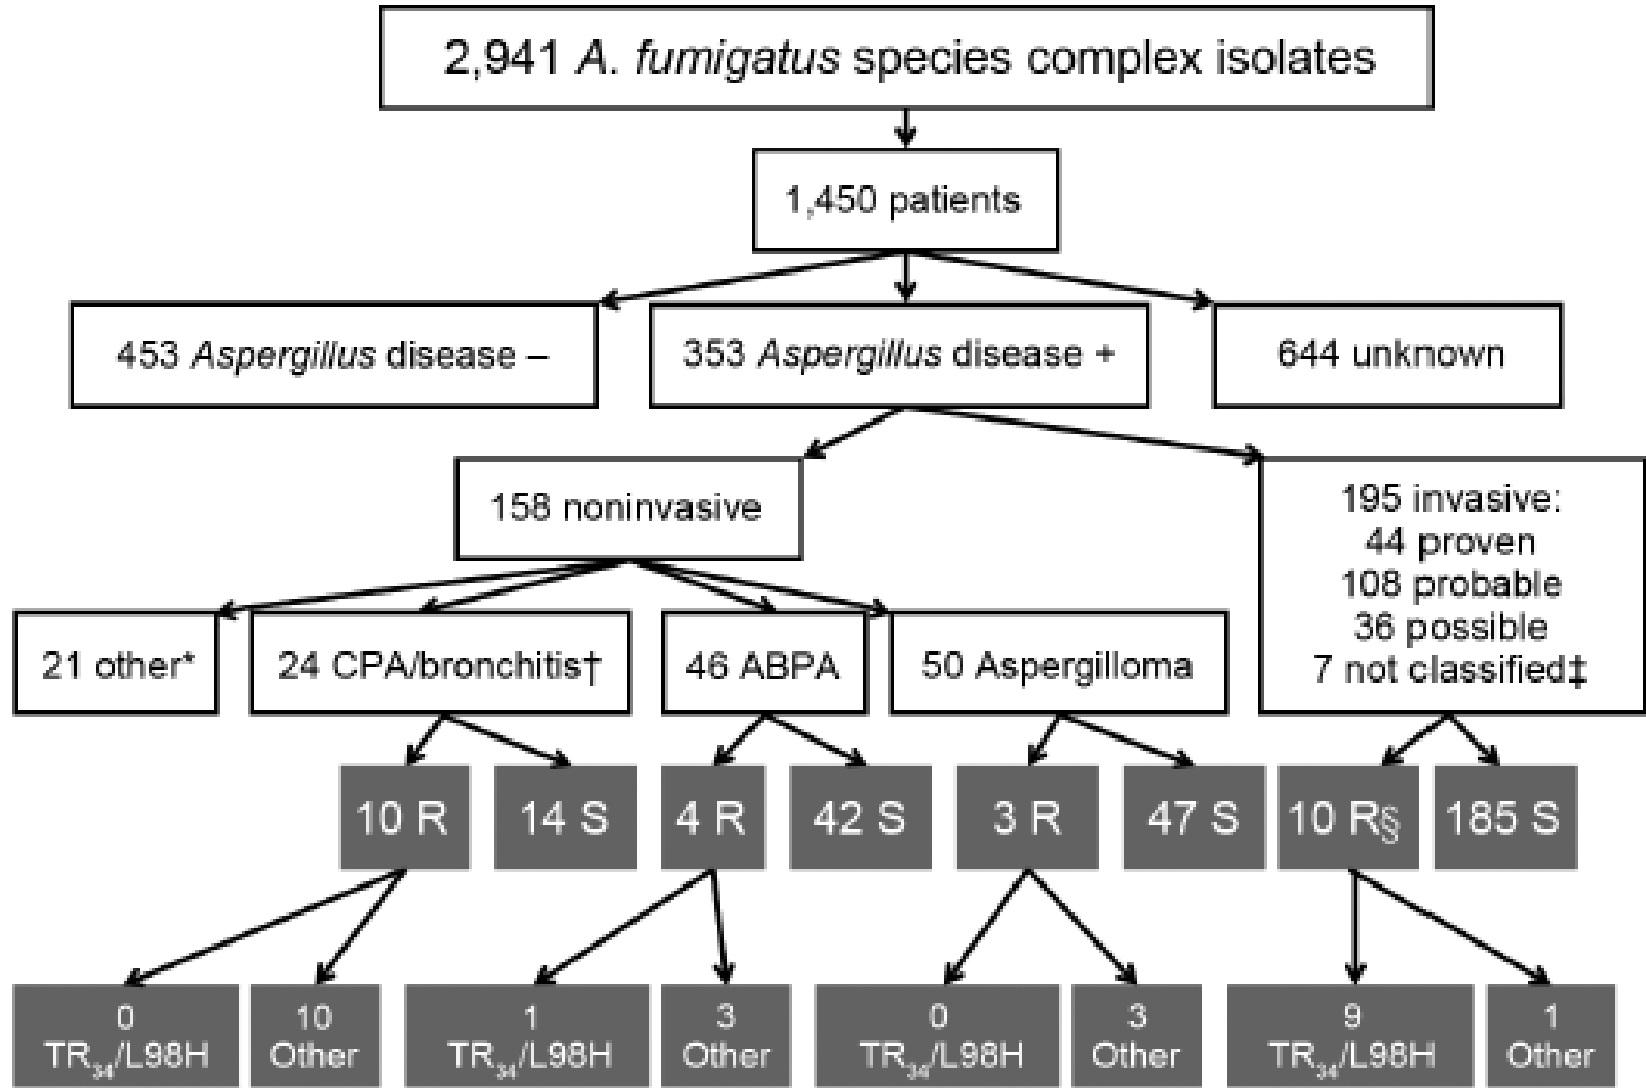 2,941 A. fumigatus species complex isolates
1,450 patients
453 Aspergillus disease –
353 Aspergillus disease +
644 unknown
158 noninvasive
195 invasive:
44 proven
108 probable
36 possible
7 not classified‡
21 other*
24 CPA/bronchitis†
46 ABPA
50 Aspergilloma
10 R
14 S
4 R
42 S
3 R
47 S
10 R§
185 S
0
TR34/L98H
10
Other
1
TR34/L98H
3
Other
0
TR34/L98H
3
Other
9
TR34/L98H
1
Other